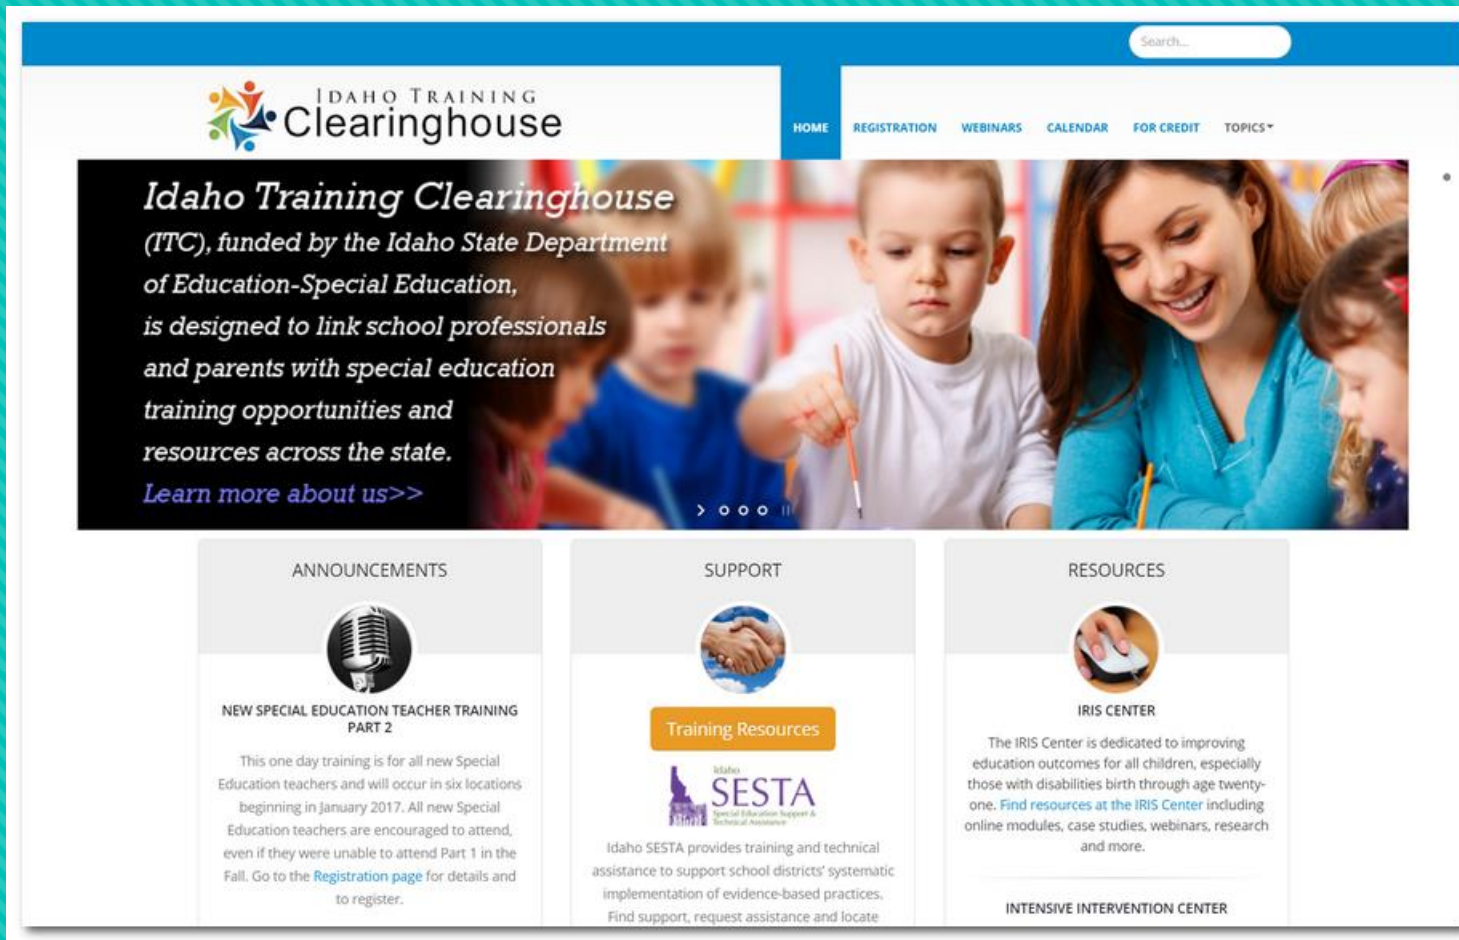 Search...
IDAHO TRAINING
Clearinghouse
HOME REGISTRATION WEBINARS CALENDAR FOR CREDIT TOPICS
Idaho Training Clearinghouse
(ITC), funded by the Idaho State Department
of Education-Special Education,
is designed to link school professionals
and parents with special education
training opportunities and
resources across the state.
Learn more about us>>
ANNOUNCEMENTS
NEW SPECIAL EDUCATION TEACHER TRAINING
PART 2
This one day training is for all new Special
Education teachers and will occur in six locations
beginning in January 2017. All new Special
Education teachers are encouraged to attend,
even if they were unable to attend Part 1 in the
Fall. Go to the Registration page for details and
to register.
SUPPORT
Training Resources
Idaho
SESTA
Special Education Support &
Technical Assistance
Idaho SESTA provides training and technical
assistance to support school districts' systematic
implementation of evidence-based practices.
Find support, request assistance and locate
RESOURCES
IRIS CENTER
The IRIS Center is dedicated to improving
education outcomes for all children, especially
those with disabilities birth through age twenty-
one. Find resources at the IRIS Center including
online modules, case studies, webinars, research
and more.
INTENSIVE INTERVENTION CENTER